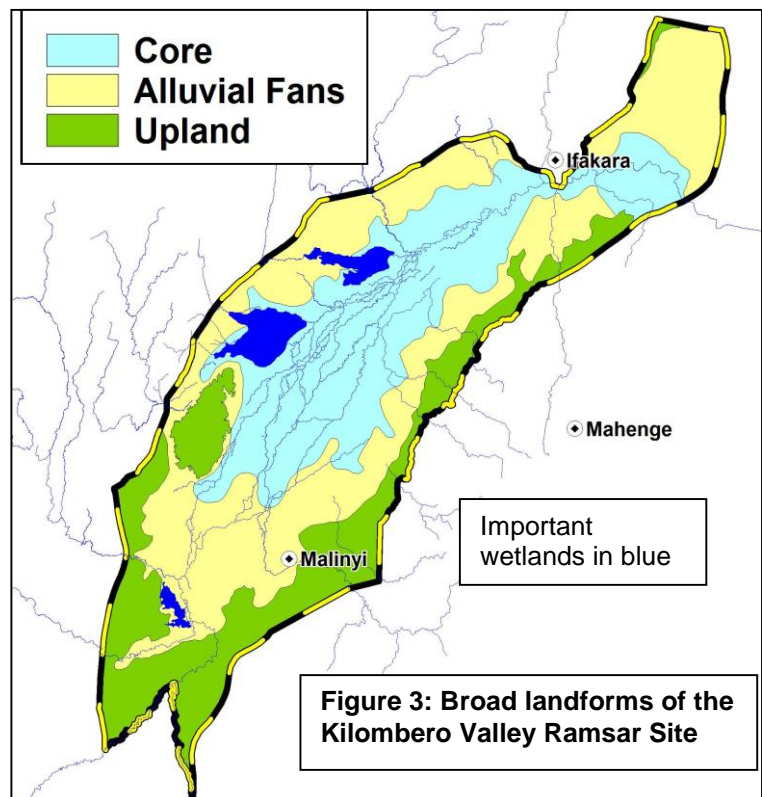 Core
Alluvial Fans
Upland
Ifakara
Mahenge
Important
wetlands in blue
Malinyi
Figure 3: Broad landforms of the
Kilombero Valley Ramsar Site